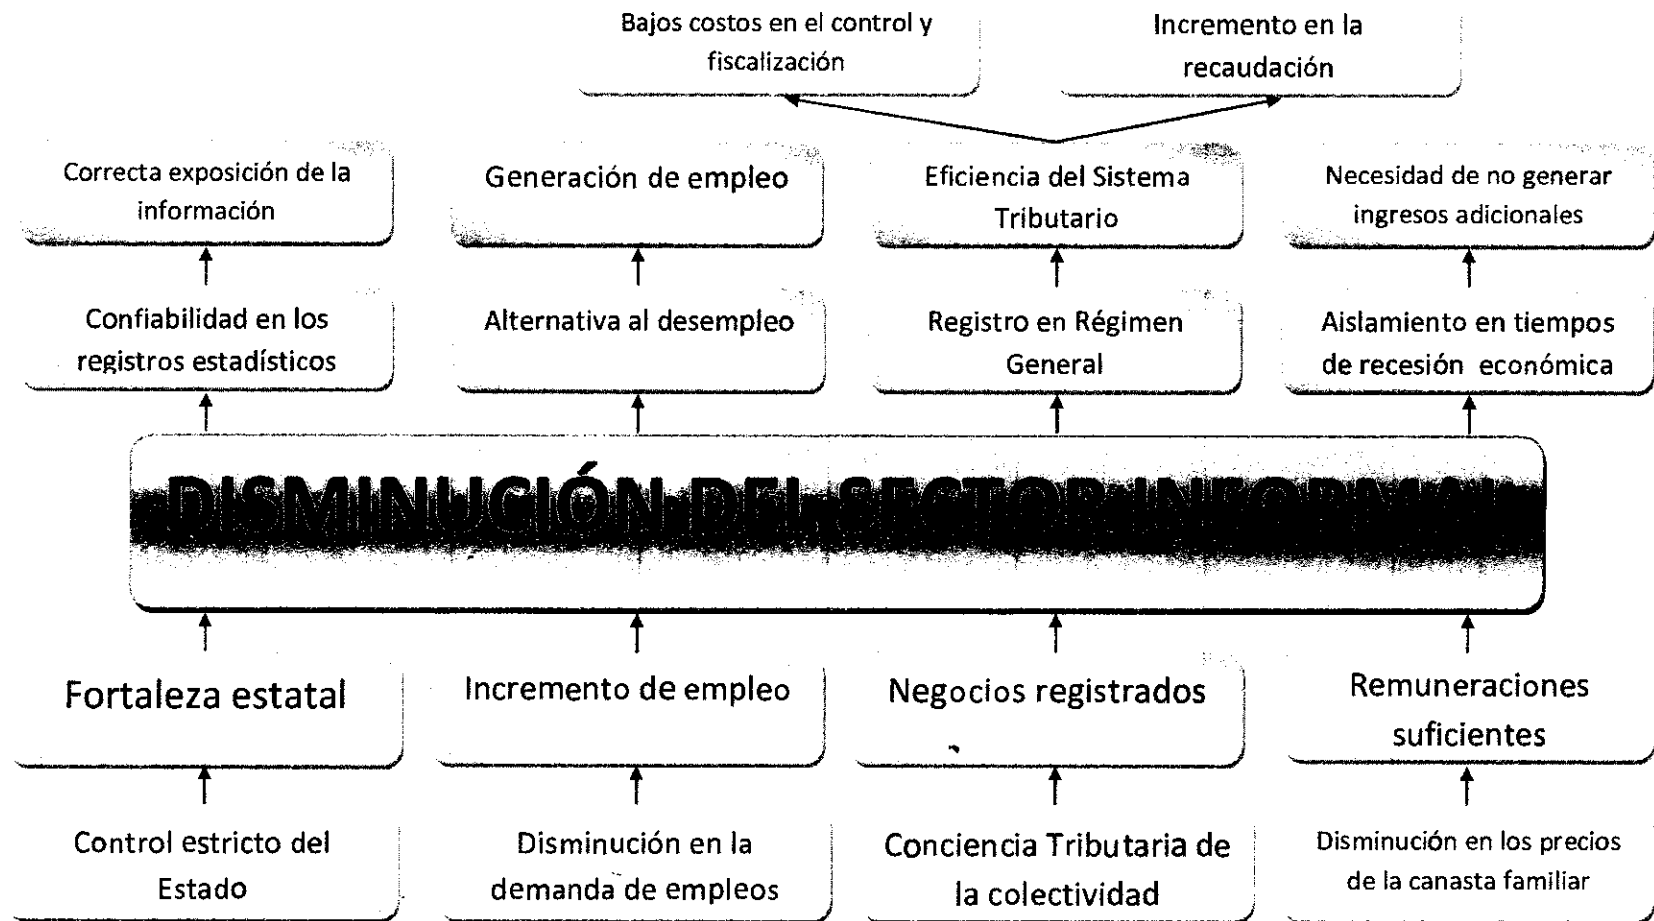 Bajos costos en el control y
fiscalización
Incremento en la
recaudación
Correcta exposición de la
información
Generación de empleo
Eficiencia del Sistema
Tributario
Necesidad de no generar
ingresos adicionales
Confiabilidad en los
registros estadísticos
Alternativa al desempleo
Registro en Régimen
General
Aislamiento en tiempos
de recesión económica
DISMINUCIÓN DEL SECTOR INFORMAL
Fortaleza estatal
Incremento de empleo
Negocios registrados
Remuneraciones
suficientes
Control estricto del
Estado
Disminución en la
demanda de empleos
Conciencia Tributaria de
la colectividad
Disminución en los precios
de la canasta familiar